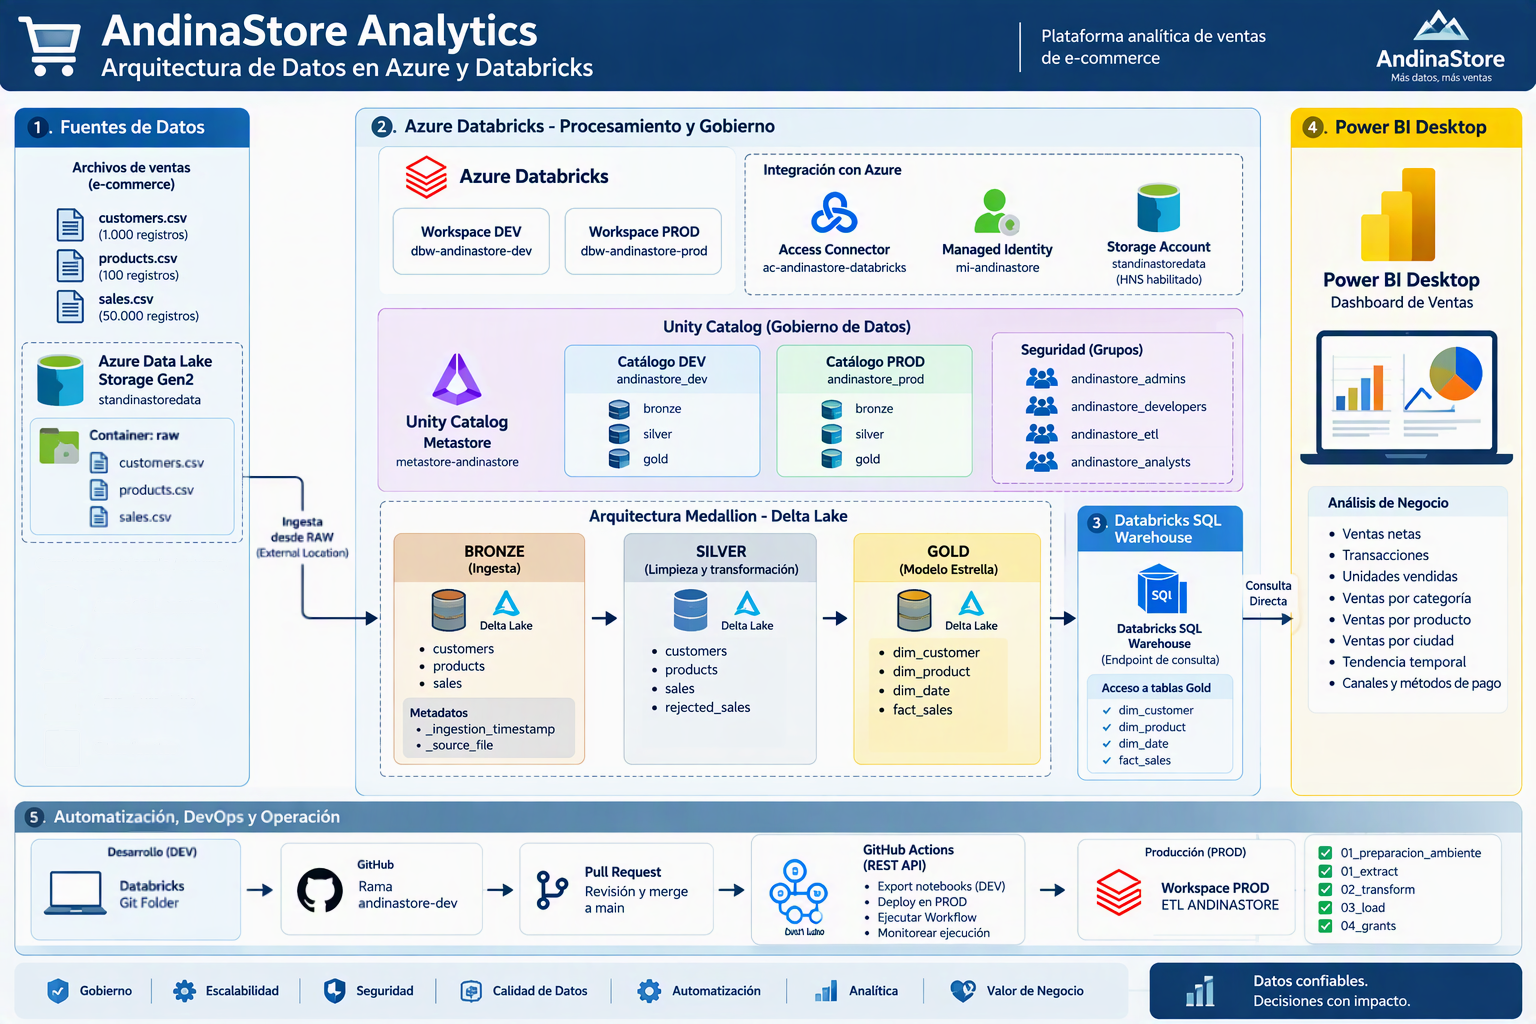 AndinaStore Analytics
Arquitectura de Datos en Azure y Databricks
Plataforma analítica de ventas
de e-commerce
AndinaStore
Más datos, más ventas
1. Fuentes de Datos
Archivos de ventas
(e-commerce)
customers.csv
(1.000 registros)
products.csv
(100 registros)
sales.csv
(50.000 registros)
Azure Data Lake
Storage Gen2
standinastoredata
Container: raw
customers.csv
products.csv
sales.csv
Ingesta
desde RAW
(External Location)
2. Azure Databricks - Procesamiento y Gobierno
Azure Databricks
Workspace DEV
dbw-andinastore-dev
Workspace PROD
dbw-andinastore-prod
Integración con Azure
Access Connector
ac-andinastore-databricks
Managed Identity
mi-andinastore
Storage Account
standinastoredata
(HNS habilitado)
Unity Catalog (Gobierno de Datos)
Unity Catalog
Metastore
metastore-andinastore
Catálogo DEV
andinastore_dev
bronze
silver
gold
Catálogo PROD
andinastore_prod
bronze
silver
gold
Seguridad (Grupos)
andinastore_admins
andinastore_developers
andinastore_etl
andinastore_analysts
Arquitectura Medallion - Delta Lake
BRONZE
(Ingesta)
Delta Lake
• customers
• products
• sales
Metadatos
• _ingestion_timestamp
• _source_file
SILVER
(Limpieza y transformación)
Delta Lake
• customers
• products
• sales
• rejected_sales
GOLD
(Modelo Estrella)
Delta Lake
• dim_customer
• dim_product
• dim_date
• fact_sales
3. Databricks SQL
Warehouse
SQL
Databricks SQL
Warehouse
(Endpoint de consulta)
Acceso a tablas Gold
✓ dim_customer
✓ dim_product
✓ dim_date
✓ fact_sales
Consulta
Directa
4. Power BI Desktop
Power BI Desktop
Dashboard de Ventas
Análisis de Negocio
• Ventas netas
• Transacciones
• Unidades vendidas
• Ventas por categoría
• Ventas por producto
• Ventas por ciudad
• Tendencia temporal
• Canales y métodos de pago
5. Automatización, DevOps y Operación
Desarrollo (DEV)
Databricks
Git Folder
GitHub
Rama
andinastore-dev
Pull Request
Revisión y merge
a main
GitHub Actions
(REST API)
• Export notebooks (DEV)
• Deploy en PROD
• Ejecutar Workflow
• Monitorear ejecución
Producción (PROD)
Workspace PROD
ETL ANDINASTORE
01_preparacion_ambiente
01_extract
02_transform
03_load
04_grants
Gobierno
Escalabilidad
Seguridad
Calidad de Datos
Automatización
Analítica
Valor de Negocio
Datos confiables.
Decisiones con impacto.